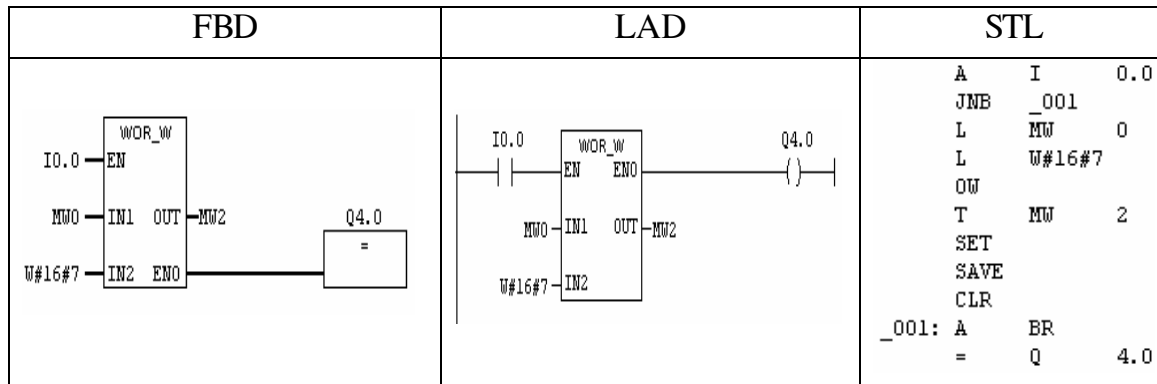 FBD
LAD
STL
WOR_W
I0.0
EN
MW0
IN1
OUT
MW2
Q4.0
=
W#16#7
IN2
ENO
I0.0
WOR_W
Q4.0
EN
ENO
MW0
IN1
OUT
MW2
W#16#7
IN2
A I 0.0
JNB _001
L MW 0
L W#16#7
OW
T MW 2
SET
SAVE
CLR
_001: A BR
= Q 4.0